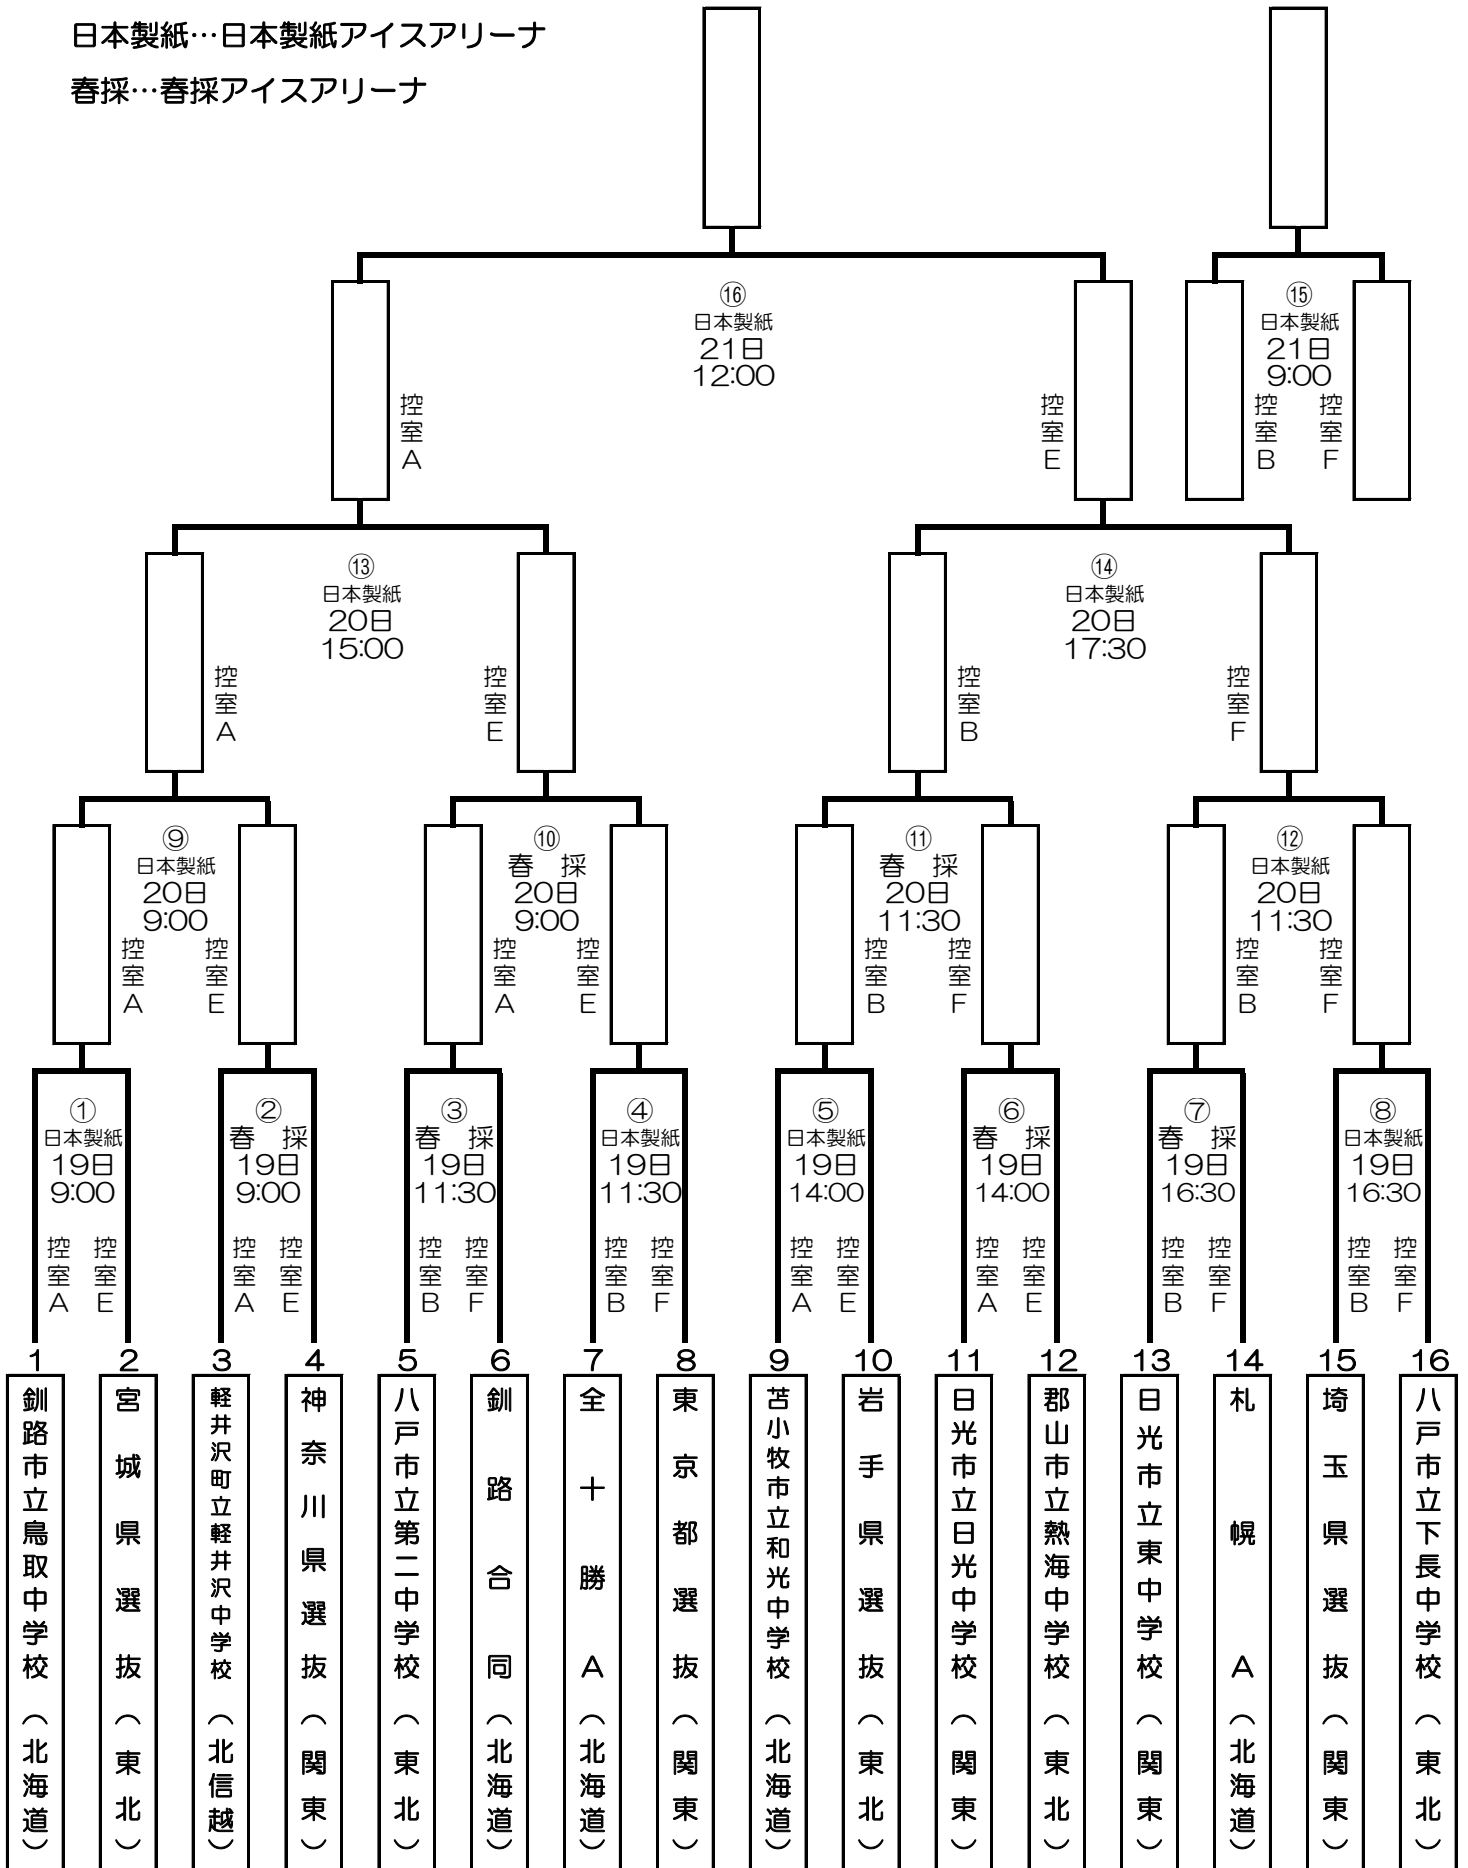 日本製紙…日本製紙アイスアリーナ
春採…春採アイスアリーナ
⑯
日本製紙
21日
12:00
控室A
控室E
⑮
日本製紙
21日
9:00
控室B
控室F
⑬
日本製紙
20日
15:00
控室A
控室E
⑭
日本製紙
20日
17:30
控室B
控室F
⑨
日本製紙
20日
9:00
控室A
控室E
⑩
春　採
20日
9:00
控室A
控室E
⑪
春　採
20日
11:30
控室B
控室F
⑫
日本製紙
20日
11:30
控室B
控室F
①
日本製紙
19日
9:00
控室A
控室E
②
春　採
19日
9:00
控室A
控室E
③
春　採
19日
11:30
控室B
控室F
④
日本製紙
19日
11:30
控室B
控室F
⑤
日本製紙
19日
14:00
控室A
控室E
⑥
春　採
19日
14:00
控室A
控室E
⑦
春　採
19日
16:30
控室B
控室F
⑧
日本製紙
19日
16:30
控室B
控室F
1
釧路市立鳥取中学校（北海道）
2
宮城県選抜（東北）
3
軽井沢町立軽井沢中学校（北信越）
4
神奈川県選抜（関東）
5
八戸市立第二中学校（東北）
6
釧路合同（北海道）
7
全十勝A（北海道）
8
東京都選抜（関東）
9
苫小牧市立和光中学校（北海道）
10
岩手県選抜（東北）
11
日光市立日光中学校（関東）
12
郡山市立熱海中学校（東北）
13
日光市立東中学校（関東）
14
札幌A（北海道）
15
埼玉県選抜（関東）
16
八戸市立下長中学校（東北）